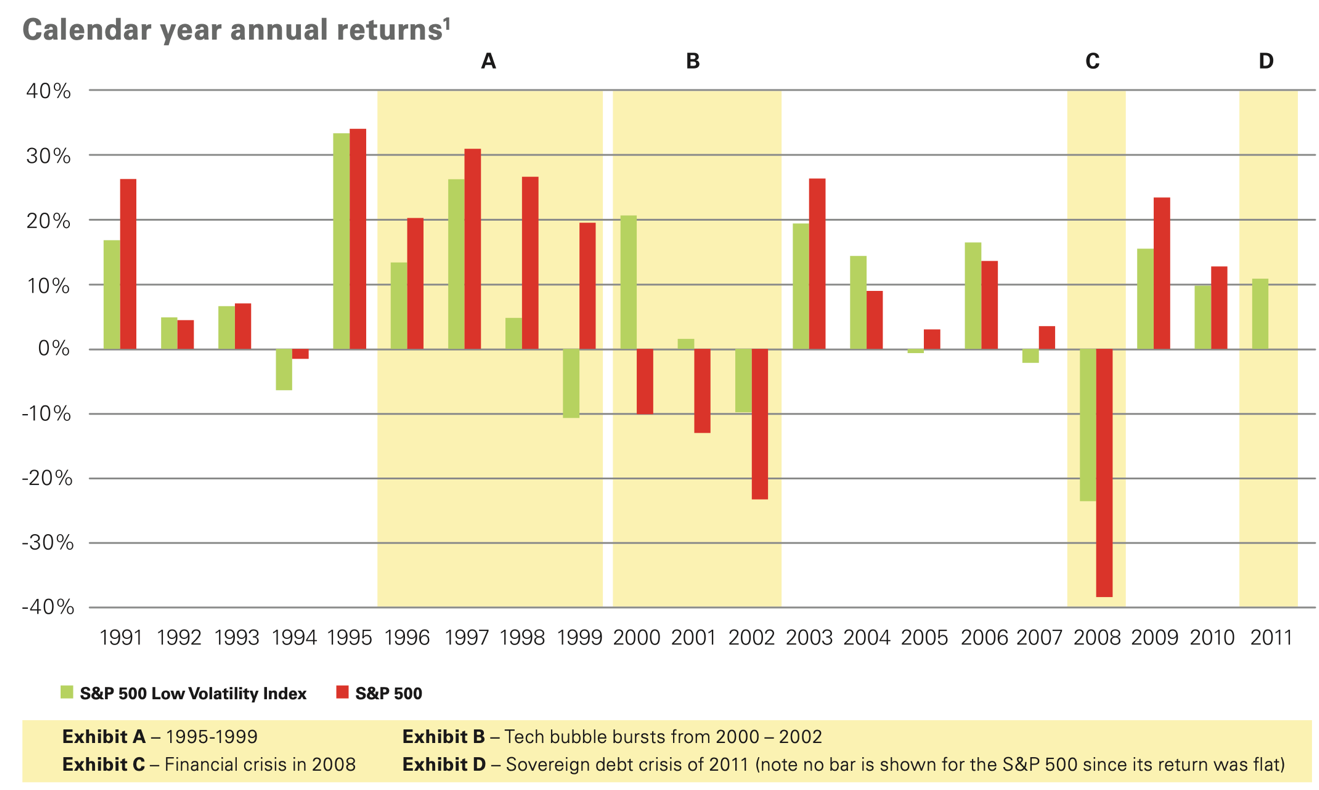 Calendar year annual returns¹
A B C D
40%
30%
20%
10%
0%
-10%
-20%
-30%
-40%
1991 1992 1993 1994 1995 1996 1997 1998 1999 2000 2001 2002 2003 2004 2005 2006 2007 2008 2009 2010 2011
S&P 500 Low Volatility Index S&P 500
Exhibit A – 1995-1999 Exhibit B – Tech bubble bursts from 2000 – 2002
Exhibit C – Financial crisis in 2008 Exhibit D – Sovereign debt crisis of 2011 (note no bar is shown for the S&P 500 since its return was flat)